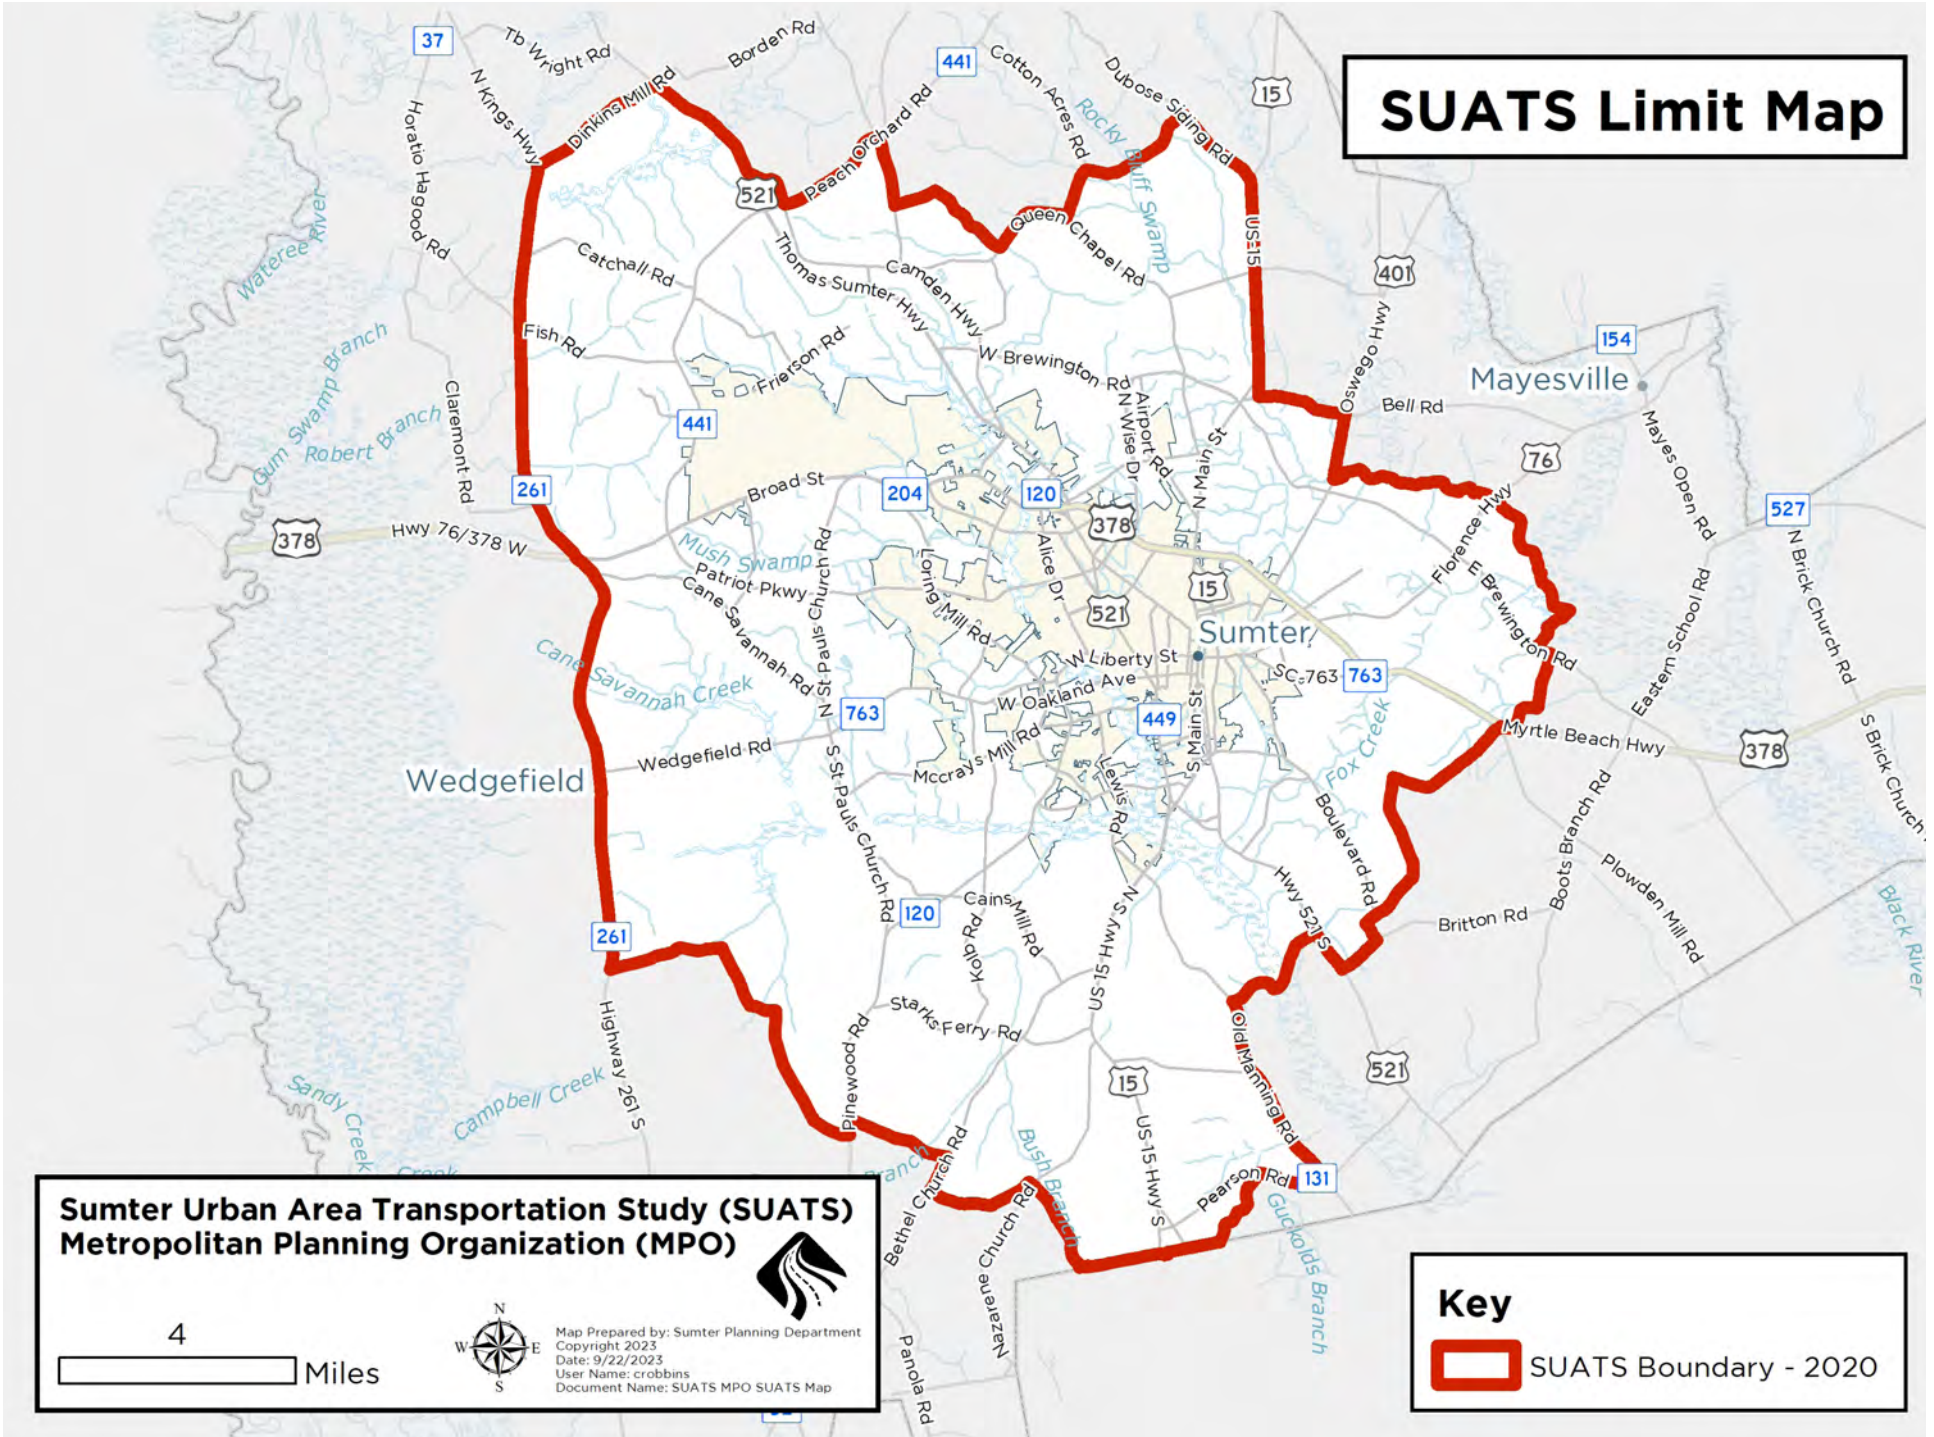 SUATS Limit Map
37
Tb Wright Rd
Borden Rd
441
Cotton Acres Rd
Dubose Siding Rd
15
N Kings Hwy
Dinkins Mill Rd
Peach Orchard Rd
Rocky Bluff Swamp
Horatio Hagood Rd
521
Queen Chapel Rd
US-15
Wateree River
Catchall Rd
Thomas Sumter Hwy
Camden Hwy
401
Oswego Hwy
154
Mayesville
Fish Rd
Frierson Rd
W Brewington Rd
Gum Swamp Branch
Robert Branch
Claremont Rd
441
N Wise Dr
Airport Rd
N Main St
Bell Rd
Mayes Open Rd
76
261
Broad St
204
120
378
527
378
Hwy 76/378 W
Mush Swamp
Patriot Pkwy
Cane Savannah Rd
N St Pauls Church Rd
Loring Mill Rd
Alice Dr
521
15
Florence Hwy
E Brewington Rd
N Brick Church Rd
Eastern School Rd
Sumter
W Liberty St
SC-763
763
Cane Savannah Creek
W Oakland Ave
763
449
S Main St
Fox Creek
Myrtle Beach Hwy
378
S Brick Church
Wedgefield
Wedgefield Rd
Mccrays Mill Rd
Lewis Rd
S St Pauls Church Rd
Boulevard Rd
Boots Branch Rd
Plowden Mill Rd
Black River
Hwy 521 S
Britton Rd
120
Cains Mill Rd
Kolb Rd
US-15 Hwy S N
261
Highway 261 S
Starks Ferry Rd
Pinewood Rd
Old Manning Rd
521
15
US-15 Hwy S
Sandy Creek
Campbell Creek
Creek
Branch
Bethel Church Rd
Bush Branch
Nazarene Church Rd
Pearson Rd
131
Guckolds Branch
Panola Rd
Sumter Urban Area Transportation Study (SUATS)
Metropolitan Planning Organization (MPO)
4
Miles
N
W E
S
Map Prepared by: Sumter Planning Department
Copyright 2023
Date: 9/22/2023
User Name: crobbins
Document Name: SUATS MPO SUATS Map
Key
SUATS Boundary - 2020